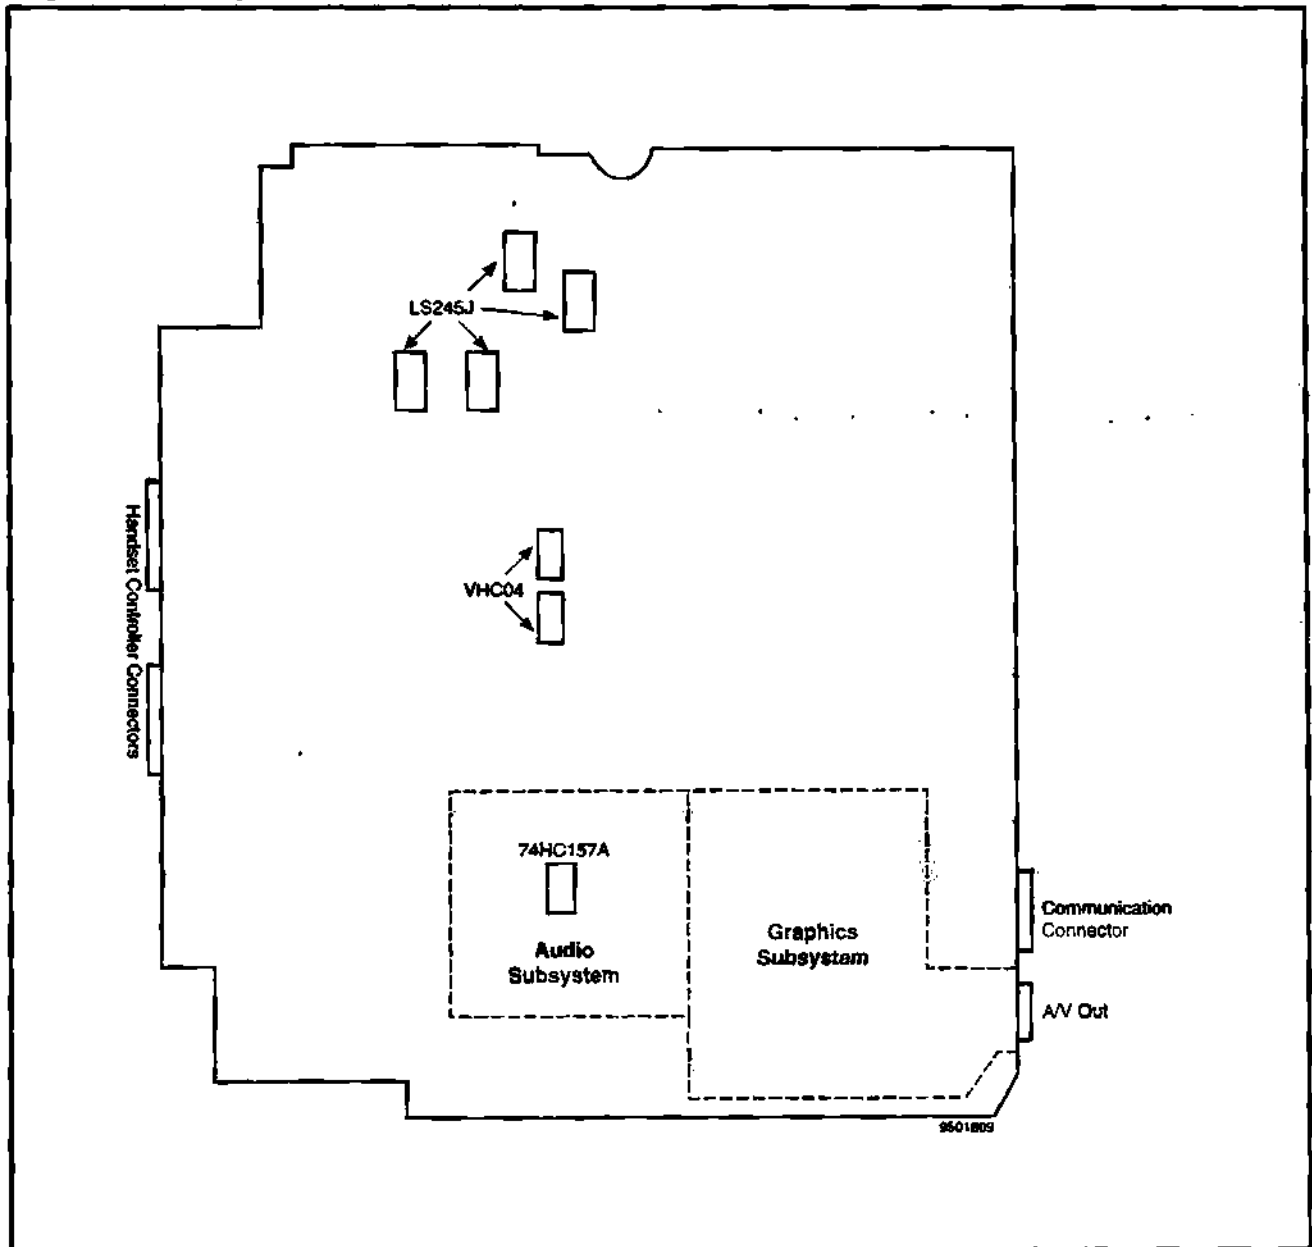 LS245J
Handset Controller Connectors
VHC04
74HC157A
Audio
Subsystem
Graphics
Subsystem
Communication
Connector
A/V Out
9501809